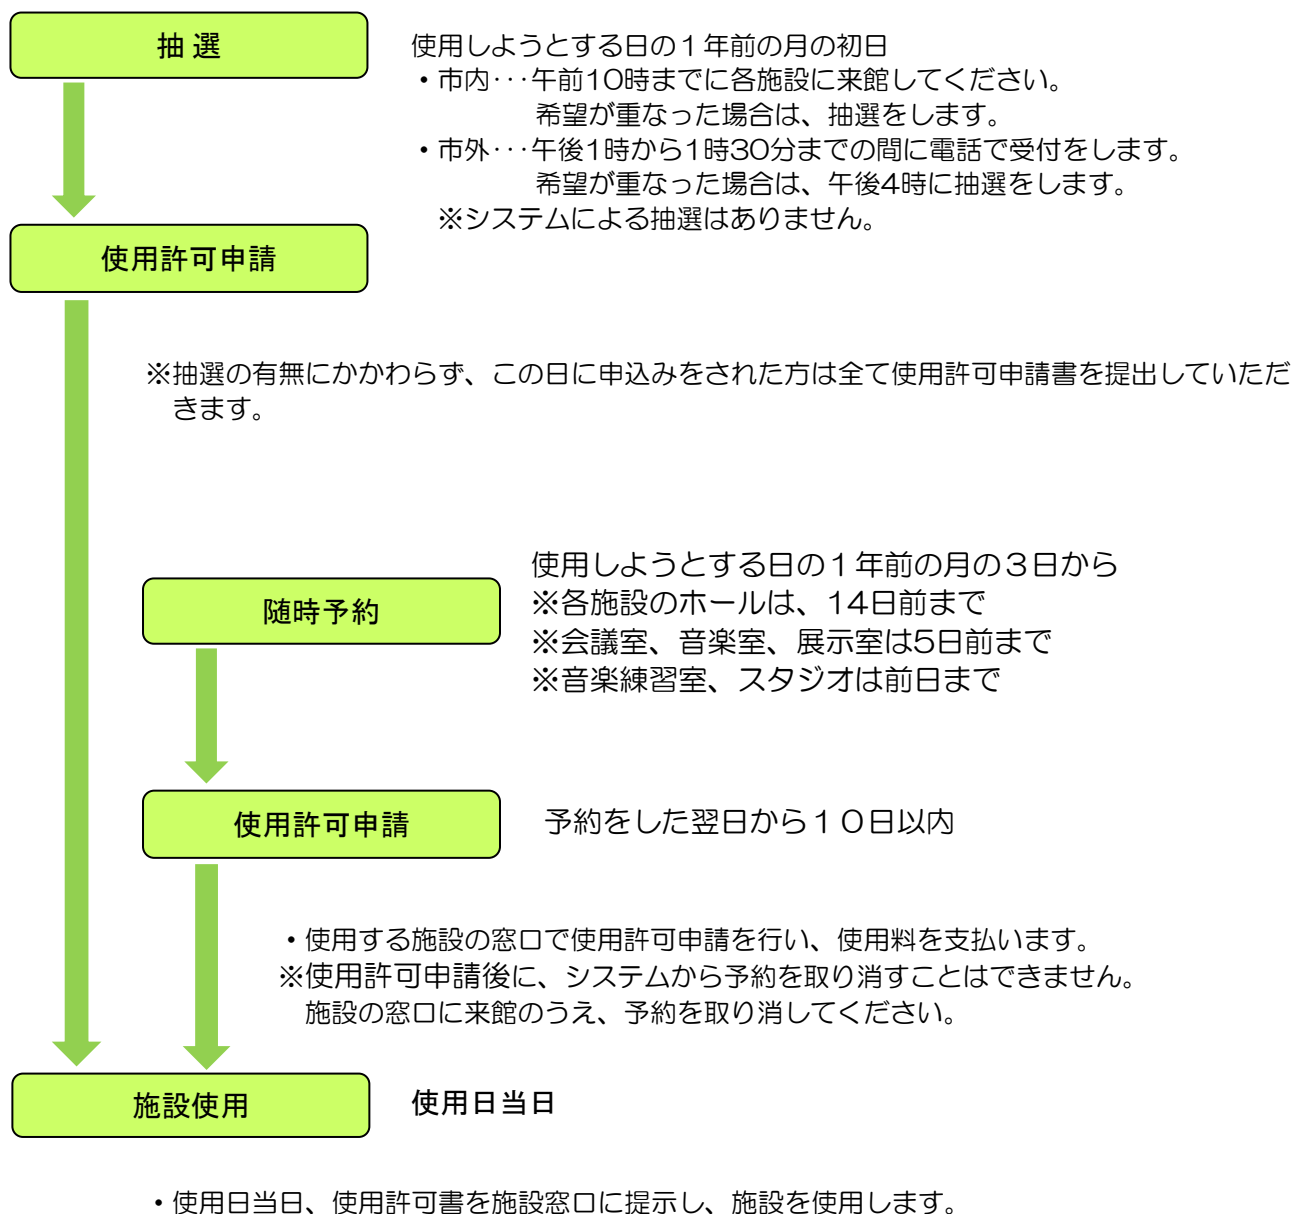 抽 選
使用しようとする日の１年前の月の初日
・市内･･･午前10時までに各施設に来館してください。
希望が重なった場合は、抽選をします。
・市外･･･午後1時から1時30分までの間に電話で受付をします。
希望が重なった場合は、午後4時に抽選をします。
※システムによる抽選はありません。
使用許可申請
※抽選の有無にかかわらず、この日に申込みをされた方は全て使用許可申請書を提出していただ
きます。
使用しようとする日の１年前の月の３日から
随時予約
※各施設のホールは、14日前まで
※会議室、音楽室、展示室は5日前まで
※音楽練習室、スタジオは前日まで
使用許可申請
予約をした翌日から１０日以内
・使用する施設の窓口で使用許可申請を行い、使用料を支払います。
※使用許可申請後に、システムから予約を取り消すことはできません。
施設の窓口に来館のうえ、予約を取り消してください。
施設使用
使用日当日
・使用日当日、使用許可書を施設窓口に提示し、施設を使用します。